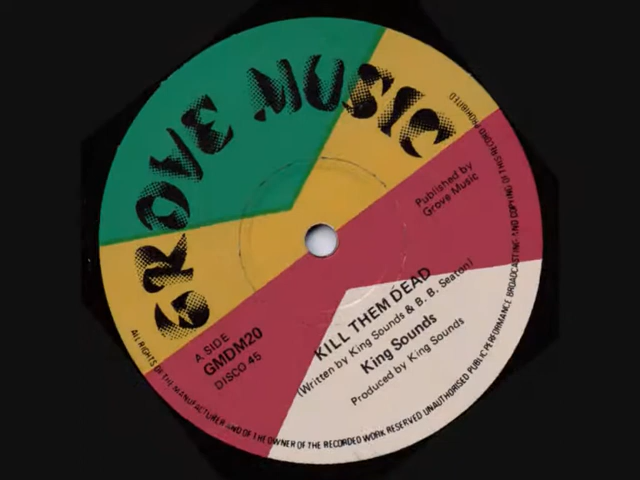 GROVE MUSIC
Published by
Grove Music
A SIDE
GMDM20
DISCO 45
KILL THEM DEAD
(Written by King Sounds & B. B. Seaton)
King Sounds
Produced by King Sounds
ALL RIGHTS OF THE MANUFACTURER AND OF THE OWNER OF THE RECORDED WORK RESERVED UNAUTHORISED PUBLIC PERFORMANCE BROADCASTING AND COPYING OF THIS RECORD PROHIBITED